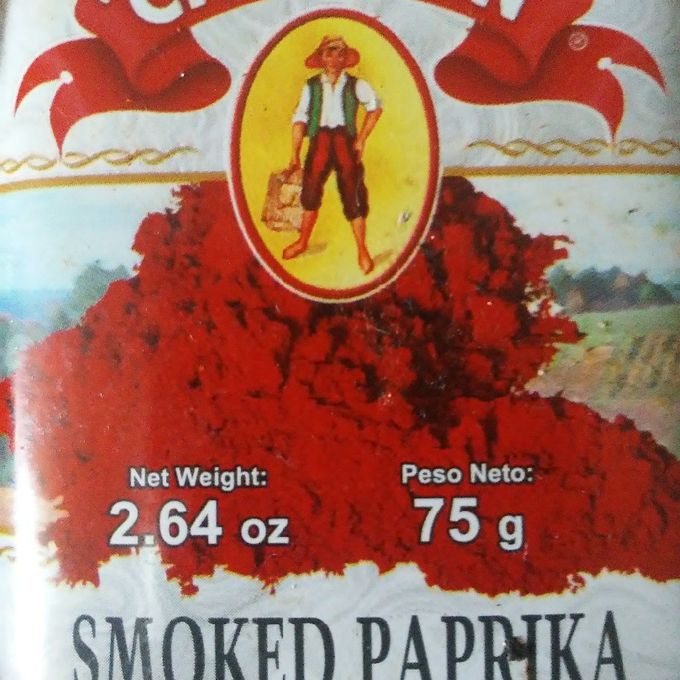 ®
Net Weight:
Peso Neto:
2.64 oz
75 g
SMOKED PAPRIKA